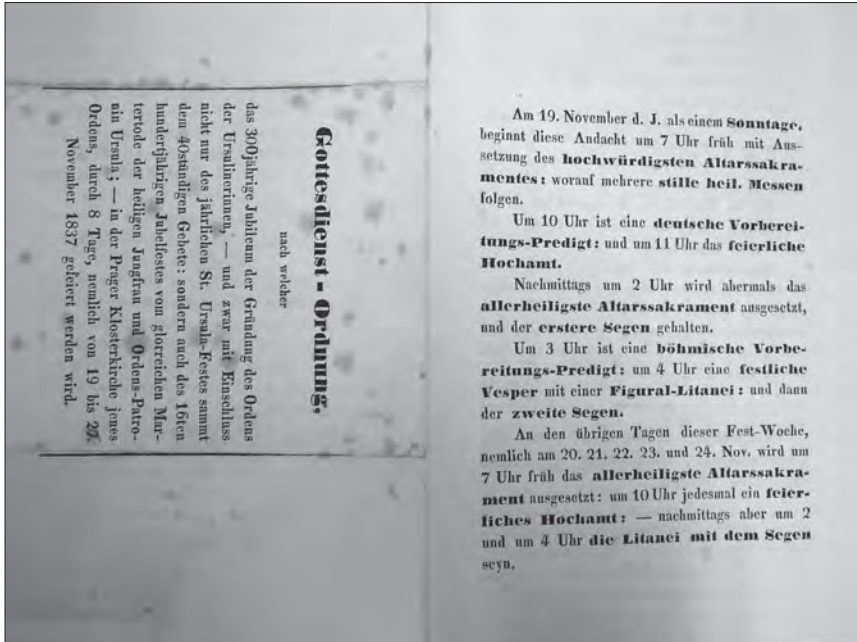 Gottesdienst-Ordnung,
nach welcher
das 300jährige Jubileum der Gründung des Ordens
der Ursulinerinnen, — und zwar mit Einschluss
nicht nur des jährlichen St. Ursula-Festes sammt
dem 40stündigen Gebete: sondern auch des 16ten
hundertjährigen Jubelfestes vom glorreichen Mar-
tertode der heiligen Jungfrau und Ordens-Patro-
nin Ursula; — in der Prager Klosterkirche jenes
Ordens, durch 8 Tage, nemlich von 19 bis 27.
November 1837 gefeiert werden wird.
Am 19. November d. J. als einem Sonntage,
beginnt diese Andacht um 7 Uhr früh mit Aus-
setzung des hochwürdigsten Altarssakra-
mentes: worauf mehrere stille heil. Messen
folgen.
Um 10 Uhr ist eine deutsche Vorberei-
tungs-Predigt: und um 11 Uhr das feierliche
Hochamt.
Nachmittags um 2 Uhr wird abermals das
allerheiligste Altarssakrament ausgesetzt,
und der erstere Segen gehalten.
Um 3 Uhr ist eine böhmische Vorbe-
reitungs-Predigt: um 4 Uhr eine festliche
Vesper mit einer Figural-Litanei: und dann
der zweite Segen.
An den übrigen Tagen dieser Fest-Woche,
nemlich am 20. 21. 22. 23. und 24. Nov. wird um
7 Uhr früh das allerheiligste Altarssakra-
ment ausgesetzt: um 10 Uhr jedesmal ein feier-
liches Hochamt: — nachmittags aber um 2
und um 4 Uhr die Litanei mit dem Segen
seyn.